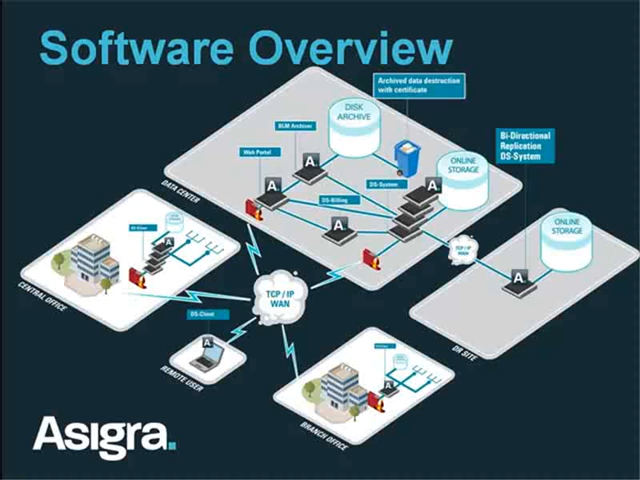 Software Overview
Archived data destruction
with certificate
DISK
ARCHIVE
BLM Archiver
Bi-Directional
Replication
DS-System
Web Portal
ONLINE
STORAGE
DS-System
DATA CENTER
DS-Billing
ONLINE
STORAGE
TCP / IP
WAN
DS-Client
TCP / IP
WAN
CENTRAL OFFICE
DS-Client
DR SITE
REMOTE USER
BRANCH OFFICE
Asigra.